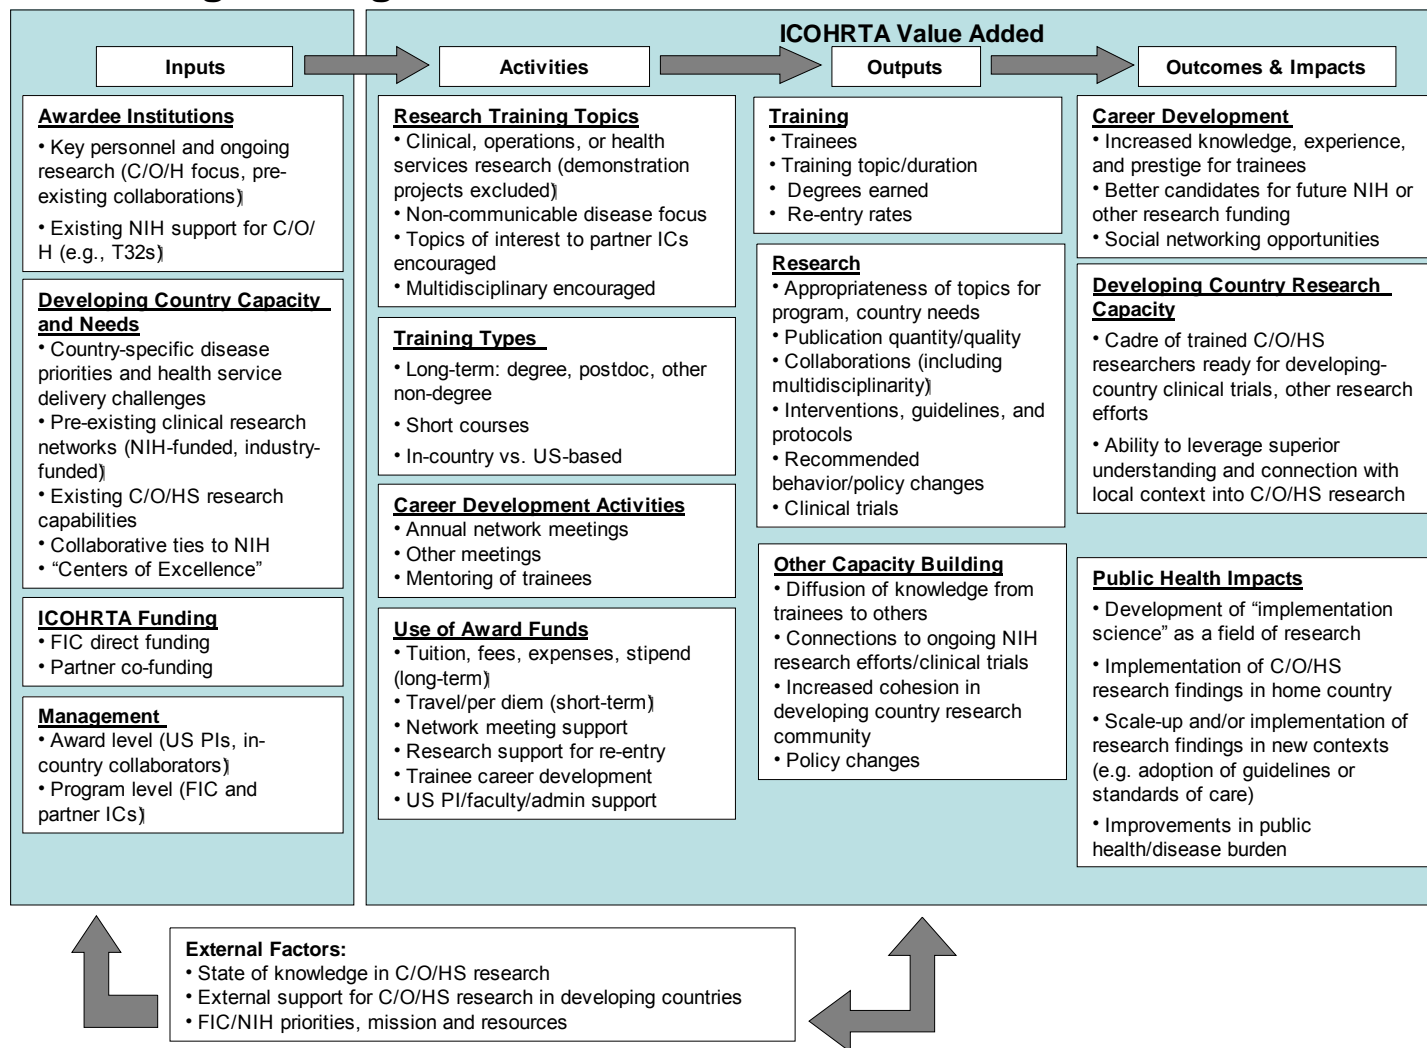 ICOHRTA Value Added
Inputs
Activities
Outputs
Outcomes & Impacts
Awardee Institutions
• Key personnel and ongoing
research (C/O/H focus, pre-
existing collaborations)
• Existing NIH support for C/O/
H (e.g., T32s)
Developing Country Capacity
and Needs
• Country-specific disease
priorities and health service
delivery challenges
• Pre-existing clinical research
networks (NIH-funded, industry-
funded)
• Existing C/O/HS research
capabilities
• Collaborative ties to NIH
• “Centers of Excellence”
ICOHRTA Funding
• FIC direct funding
• Partner co-funding
Management
• Award level (US PIs, in-
country collaborators)
• Program level (FIC and
partner ICs)
Research Training Topics
• Clinical, operations, or health
services research (demonstration
projects excluded)
• Non-communicable disease focus
• Topics of interest to partner ICs
encouraged
• Multidisciplinary encouraged
Training Types
• Long-term: degree, postdoc, other
non-degree
• Short courses
• In-country vs. US-based
Career Development Activities
• Annual network meetings
• Other meetings
• Mentoring of trainees
Use of Award Funds
• Tuition, fees, expenses, stipend
(long-term)
• Travel/per diem (short-term)
• Network meeting support
• Research support for re-entry
• Trainee career development
• US PI/faculty/admin support
Training
• Trainees
• Training topic/duration
• Degrees earned
• Re-entry rates
Research
• Appropriateness of topics for
program, country needs
• Publication quantity/quality
• Collaborations (including
multidisciplinarity)
• Interventions, guidelines, and
protocols
• Recommended
behavior/policy changes
• Clinical trials
Other Capacity Building
• Diffusion of knowledge from
trainees to others
• Connections to ongoing NIH
research efforts/clinical trials
• Increased cohesion in
developing country research
community
• Policy changes
Career Development
• Increased knowledge, experience,
and prestige for trainees
• Better candidates for future NIH or
other research funding
• Social networking opportunities
Developing Country Research
Capacity
• Cadre of trained C/O/HS
researchers ready for developing-
country clinical trials, other research
efforts
• Ability to leverage superior
understanding and connection with
local context into C/O/HS research
Public Health Impacts
• Development of “implementation
science” as a field of research
• Implementation of C/O/HS
research findings in home country
• Scale-up and/or implementation of
research findings in new contexts
(e.g. adoption of guidelines or
standards of care)
• Improvements in public
health/disease burden
External Factors:
• State of knowledge in C/O/HS research
• External support for C/O/HS research in developing countries
• FIC/NIH priorities, mission and resources